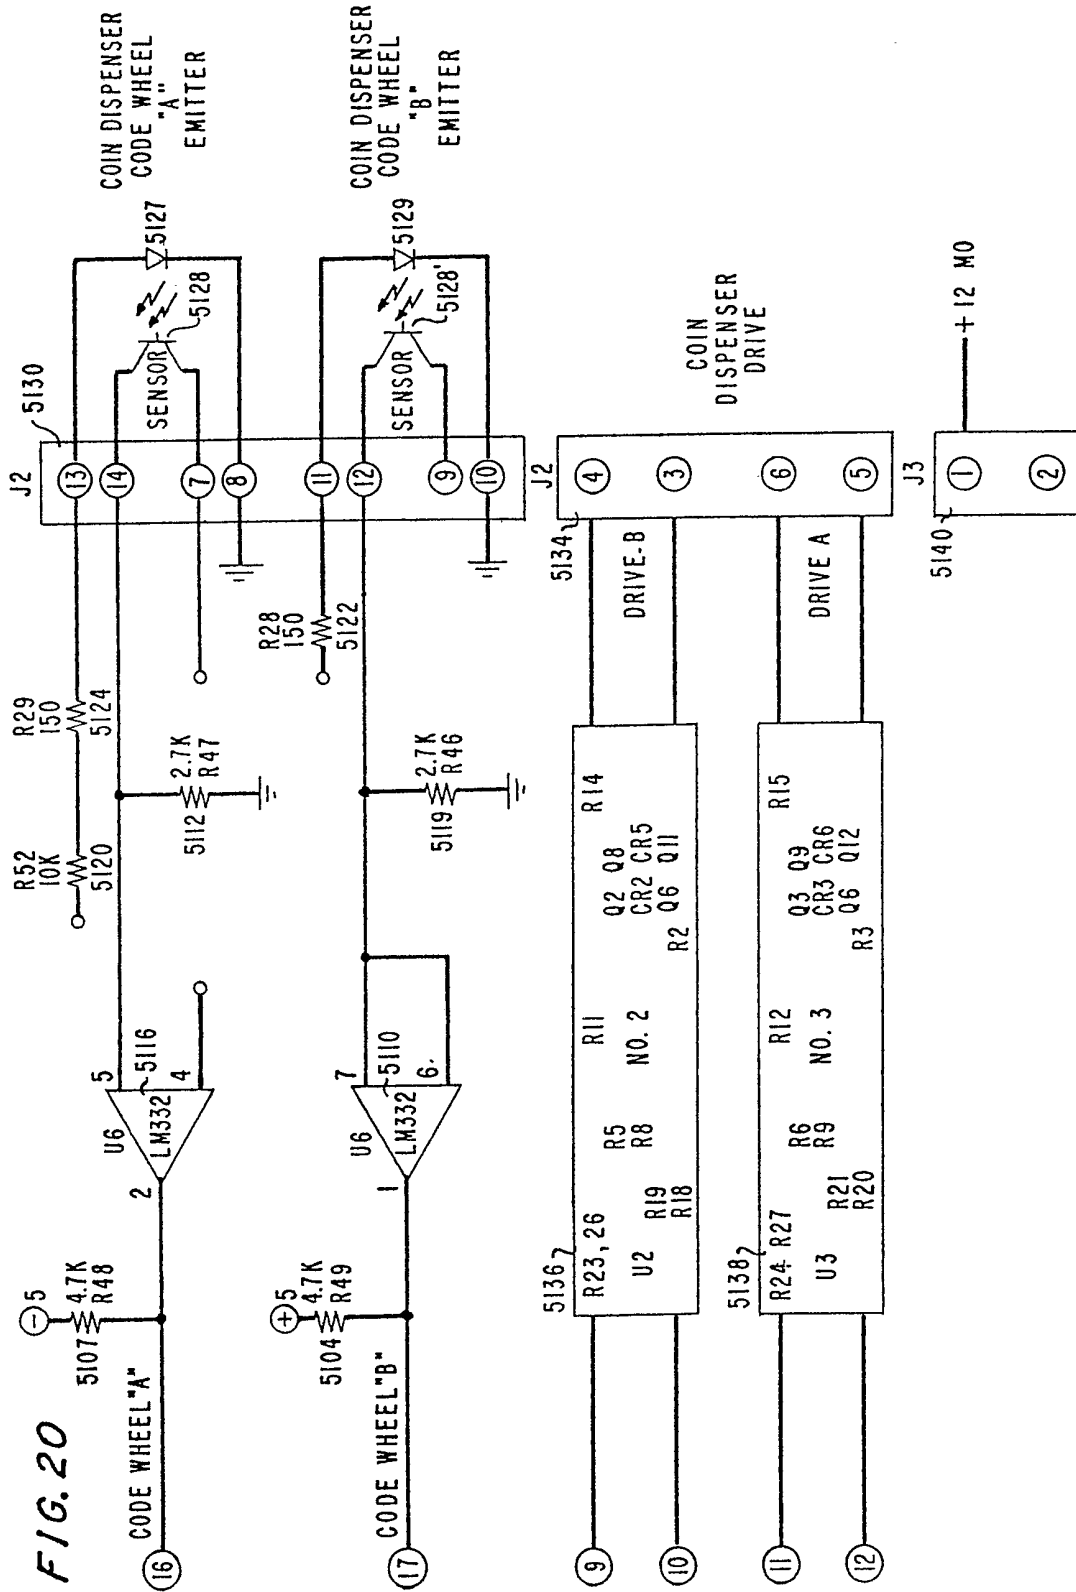 FIG. 20
CODE WHEEL "A"
16
5107
4.7K
R48
− 5
2
U6
LM332
5116
5
4
R52
10K
5120
R29
150
5124
5112
2.7K
R47
J2
5130
13
14
7
8
SENSOR
5128
5127
COIN DISPENSER
CODE WHEEL
"A"
EMITTER
CODE WHEEL "B"
17
5104
4.7K
R49
+ 5
1
U6
LM332
5110
7
6.
5119
2.7K
R46
R28
150
5122
11
12
9
10
SENSOR
5128'
5129
COIN DISPENSER
CODE WHEEL
"B"
EMITTER
9
10
5136
R23, 26
U2
R19
R18
R5
R8
R11
NO. 2
R2
Q2 Q8
CR2 CR5
Q6 Q11
R14
DRIVE-B
5134
J2
4
3
6
5
COIN
DISPENSER
DRIVE
11
12
5138
R24 R27
U3
R21
R20
R6
R9
R12
NO. 3
R3
Q3 Q9
CR3 CR6
Q6 Q12
R15
DRIVE A
J3
5140
1
2
+12 MO